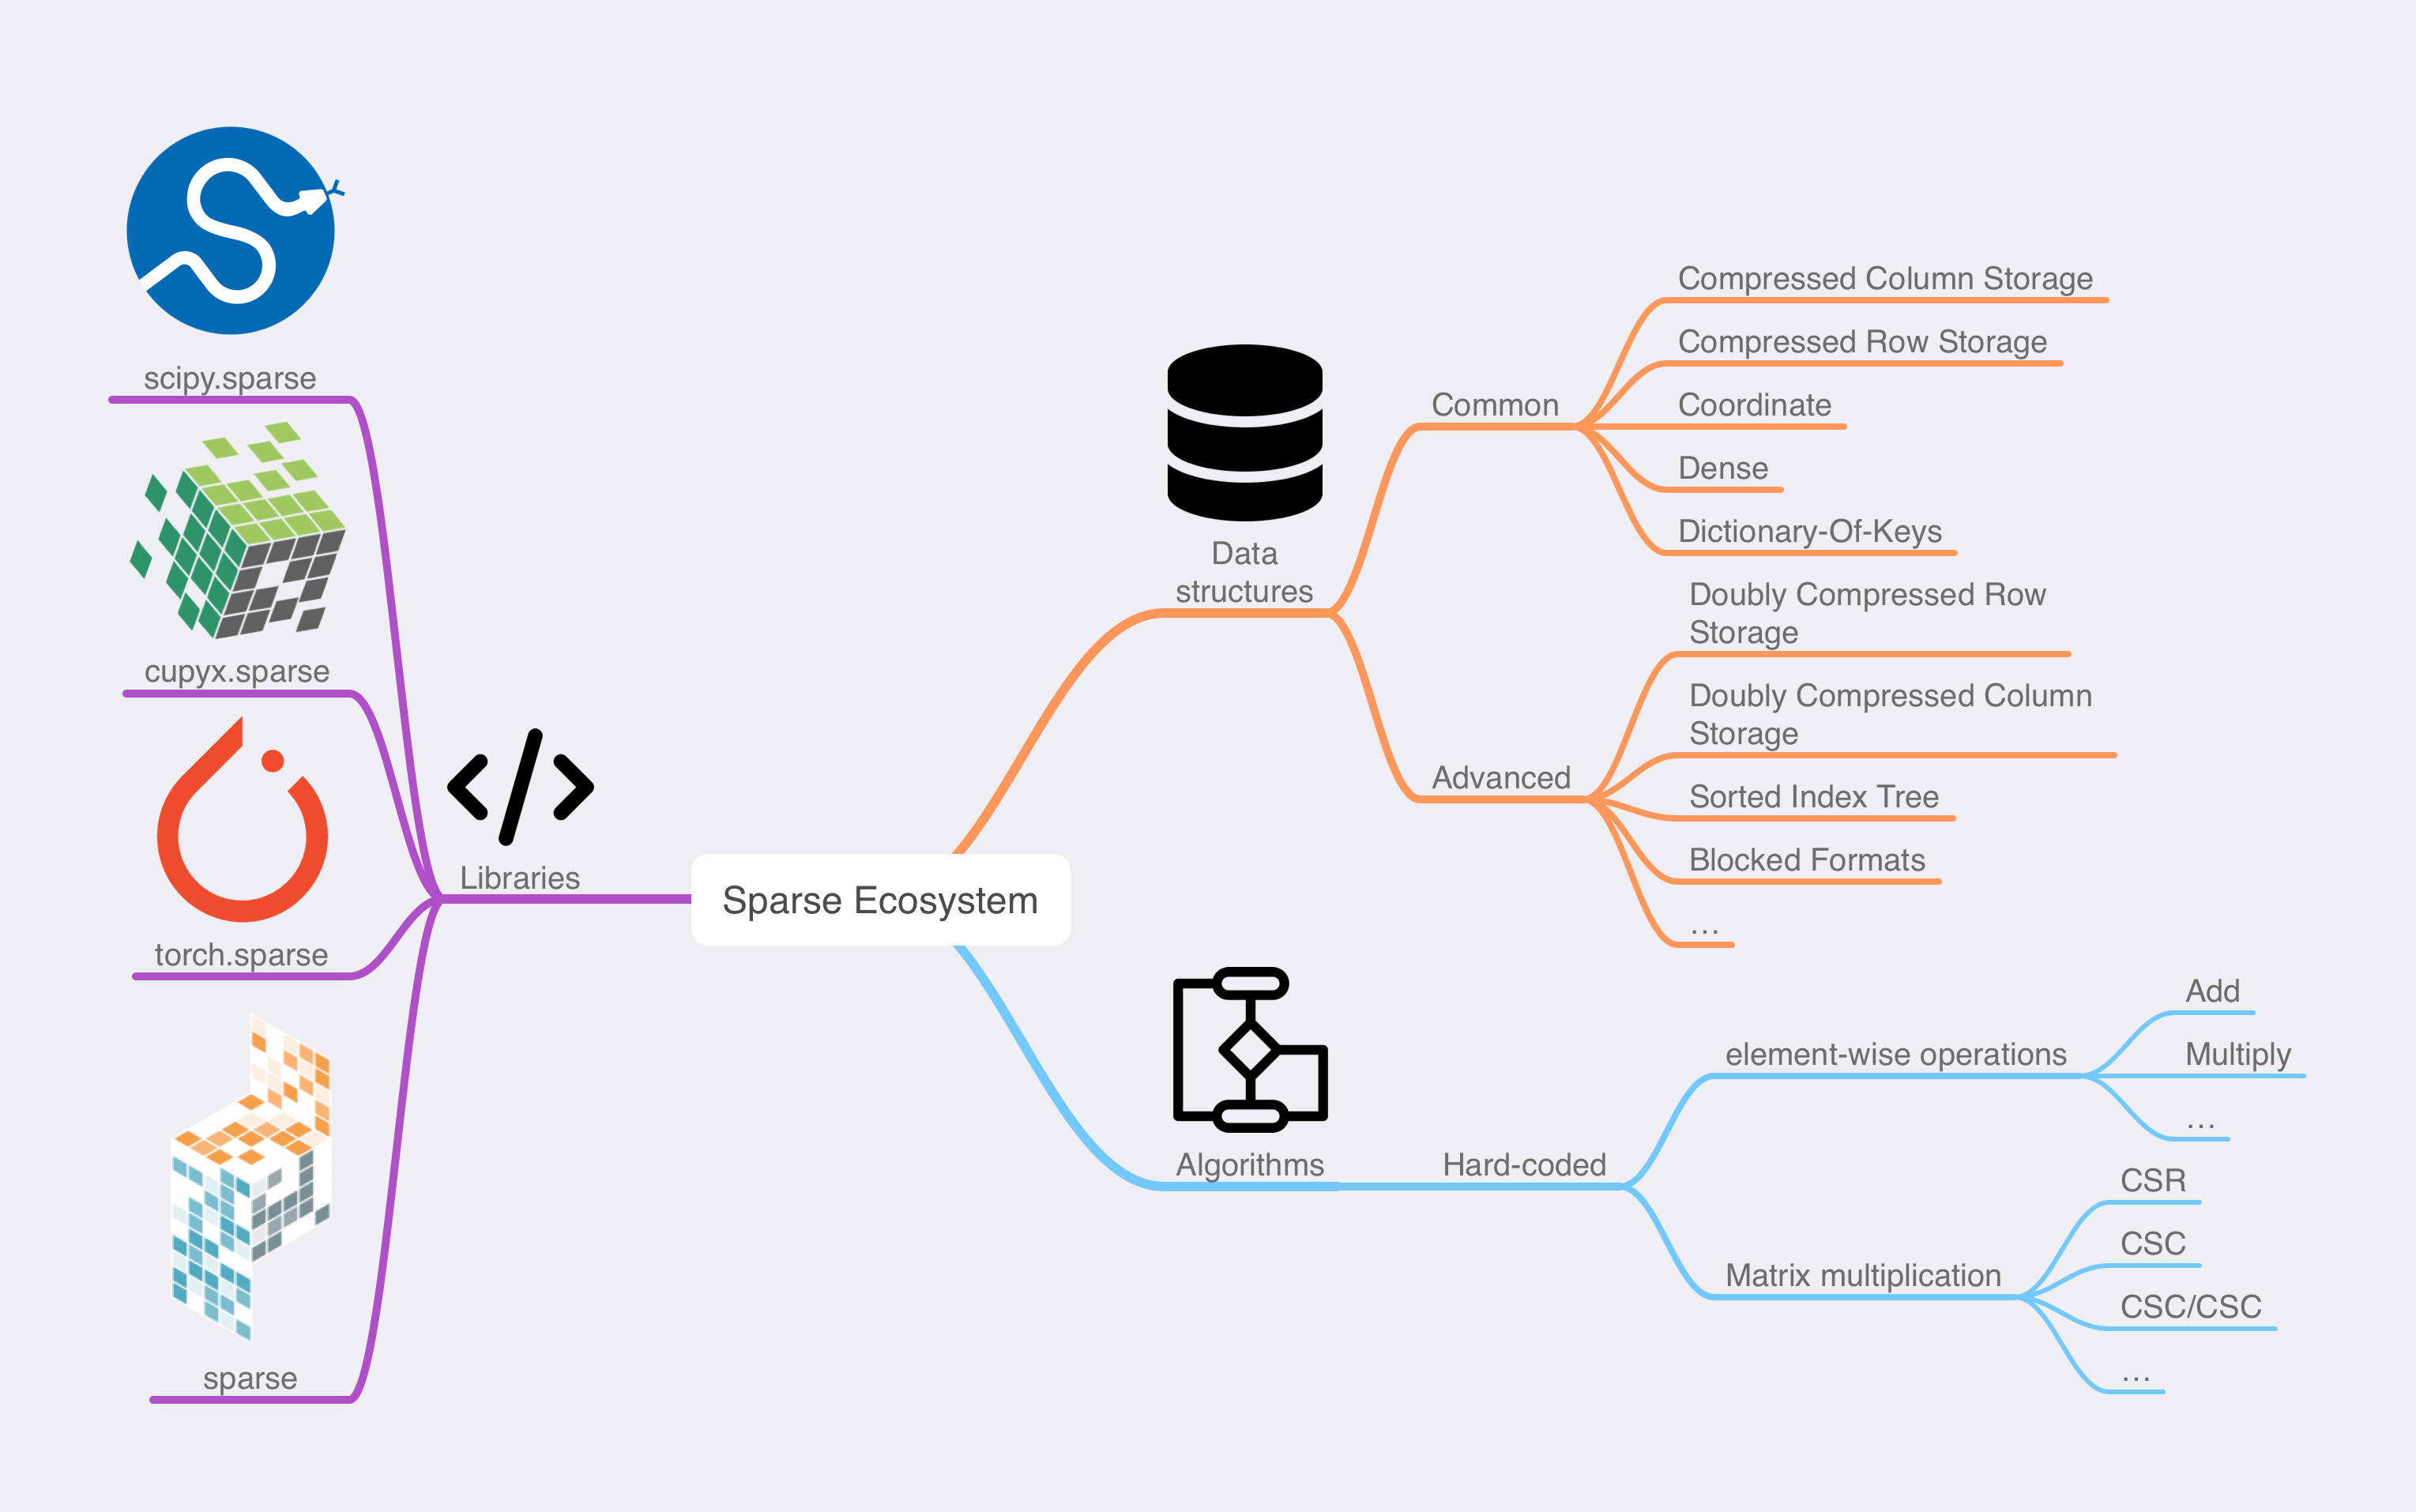 scipy.sparse
cupyx.sparse
torch.sparse
sparse
Libraries
Sparse Ecosystem
Data
structures
Common
Compressed Column Storage
Compressed Row Storage
Coordinate
Dense
Dictionary-Of-Keys
Advanced
Doubly Compressed Row
Storage
Doubly Compressed Column
Storage
Sorted Index Tree
Blocked Formats
…
Algorithms
Hard-coded
element-wise operations
Add
Multiply
…
Matrix multiplication
CSR
CSC
CSC/CSC
…